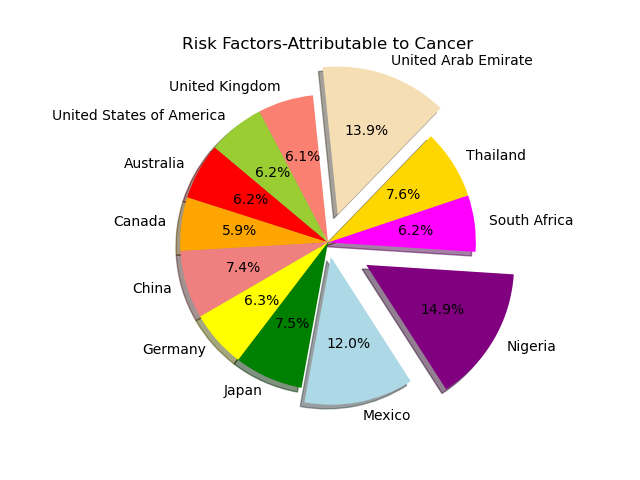 Risk Factors-Attributable to Cancer
United Arab Emirate
13.9%
United Kingdom
6.1%
United States of America
6.2%
Australia
6.2%
Canada
5.9%
China
7.4%
Germany
6.3%
Japan
7.5%
Mexico
12.0%
Nigeria
14.9%
South Africa
6.2%
Thailand
7.6%